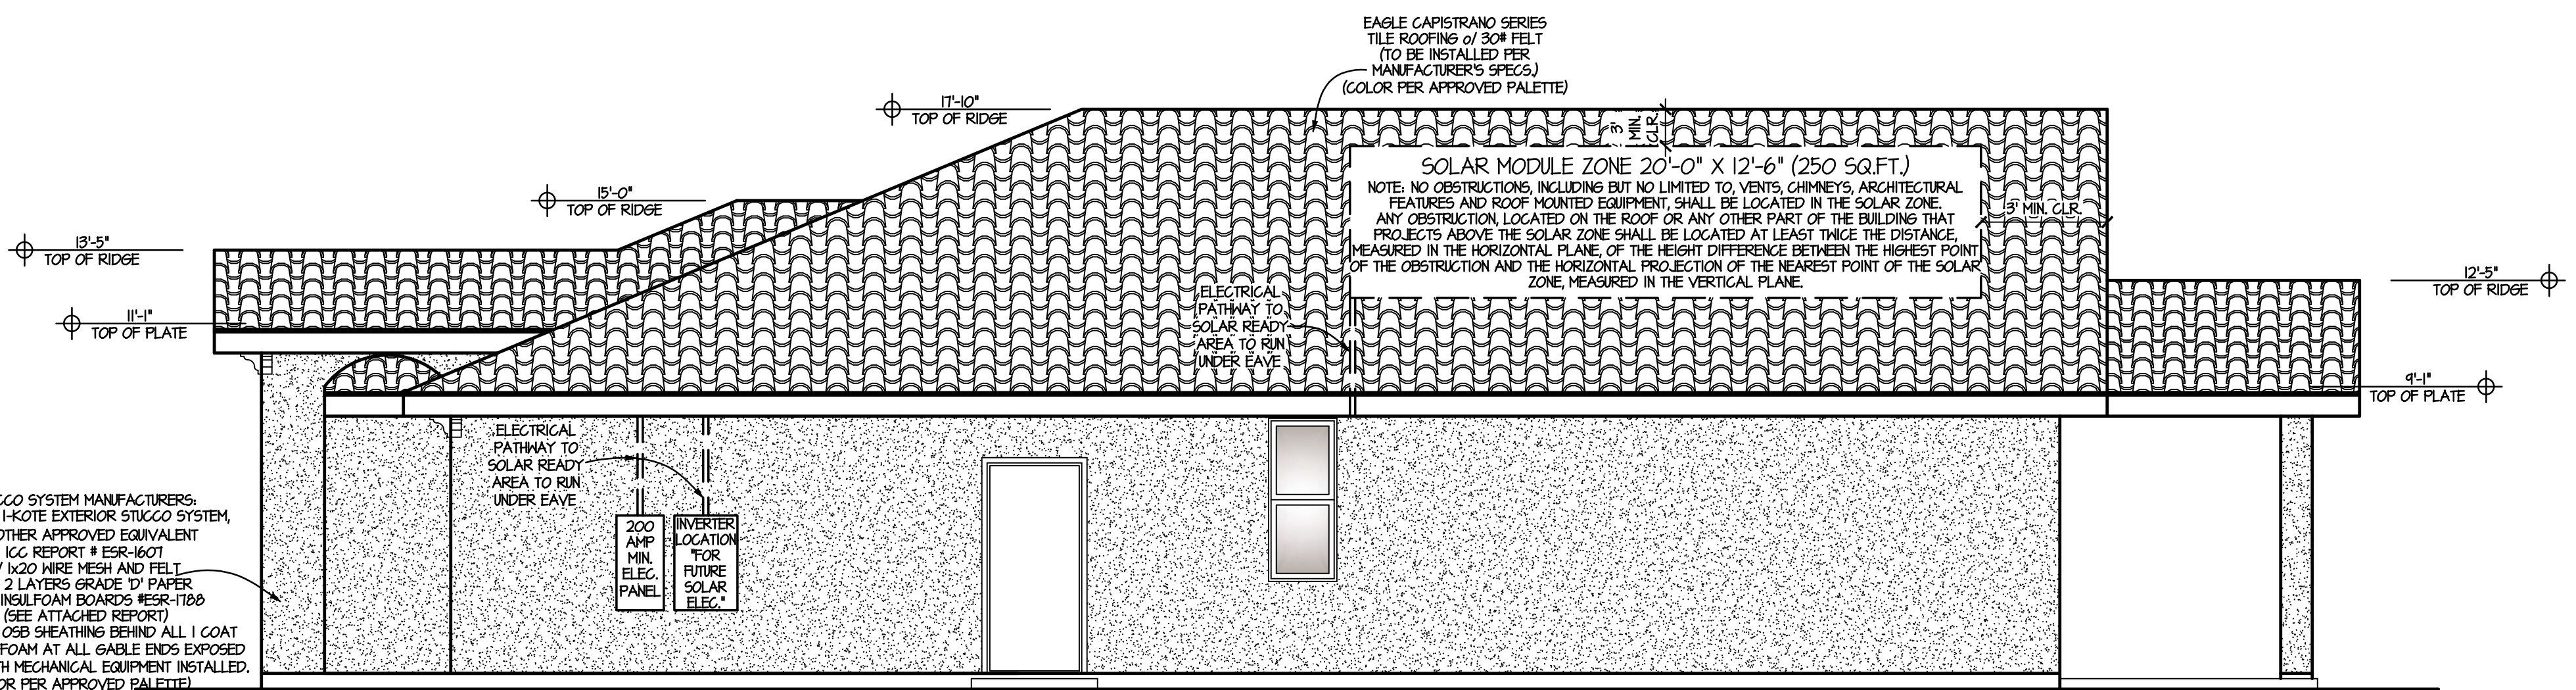 EAGLE CAPISTRANO SERIES
TILE ROOFING o/ 30# FELT
(TO BE INSTALLED PER
MANUFACTURER'S SPECS.)
(COLOR PER APPROVED PALETTE)
17'-10"
TOP OF RIDGE
15'-0"
TOP OF RIDGE
13'-5"
TOP OF RIDGE
11'-1"
TOP OF PLATE
3'
MIN.
CLR.
SOLAR MODULE ZONE 20'-0" X 12'-6" (250 SQ.FT.)
NOTE: NO OBSTRUCTIONS, INCLUDING BUT NO LIMITED TO, VENTS, CHIMNEYS, ARCHITECTURAL
FEATURES AND ROOF MOUNTED EQUIPMENT, SHALL BE LOCATED IN THE SOLAR ZONE.
ANY OBSTRUCTION, LOCATED ON THE ROOF OR ANY OTHER PART OF THE BUILDING THAT
PROJECTS ABOVE THE SOLAR ZONE SHALL BE LOCATED AT LEAST TWICE THE DISTANCE,
MEASURED IN THE HORIZONTAL PLANE, OF THE HEIGHT DIFFERENCE BETWEEN THE HIGHEST POINT
OF THE OBSTRUCTION AND THE HORIZONTAL PROJECTION OF THE NEAREST POINT OF THE SOLAR
ZONE, MEASURED IN THE VERTICAL PLANE.
3' MIN. CLR.
12'-5"
TOP OF RIDGE
9'-1"
TOP OF PLATE
ELECTRICAL
PATHWAY TO
SOLAR READY
AREA TO RUN
UNDER EAVE
ELECTRICAL
PATHWAY TO
SOLAR READY
AREA TO RUN
UNDER EAVE
200
AMP
MIN.
ELEC.
PANEL
INVERTER
LOCATION
"FOR
FUTURE
SOLAR
ELEC."
SYSTEM MANUFACTURERS:
1-KOTE EXTERIOR STUCCO SYSTEM,
OTHER APPROVED EQUIVALENT
ICC REPORT # ESR-1607
1x20 WIRE MESH AND FELT
2 LAYERS GRADE 'D' PAPER
INSULFOAM BOARDS #ESR-1788
(SEE ATTACHED REPORT)
OSB SHEATHING BEHIND ALL 1 COAT
FOAM AT ALL GABLE ENDS EXPOSED
MECHANICAL EQUIPMENT INSTALLED.
PER APPROVED PALETTE)